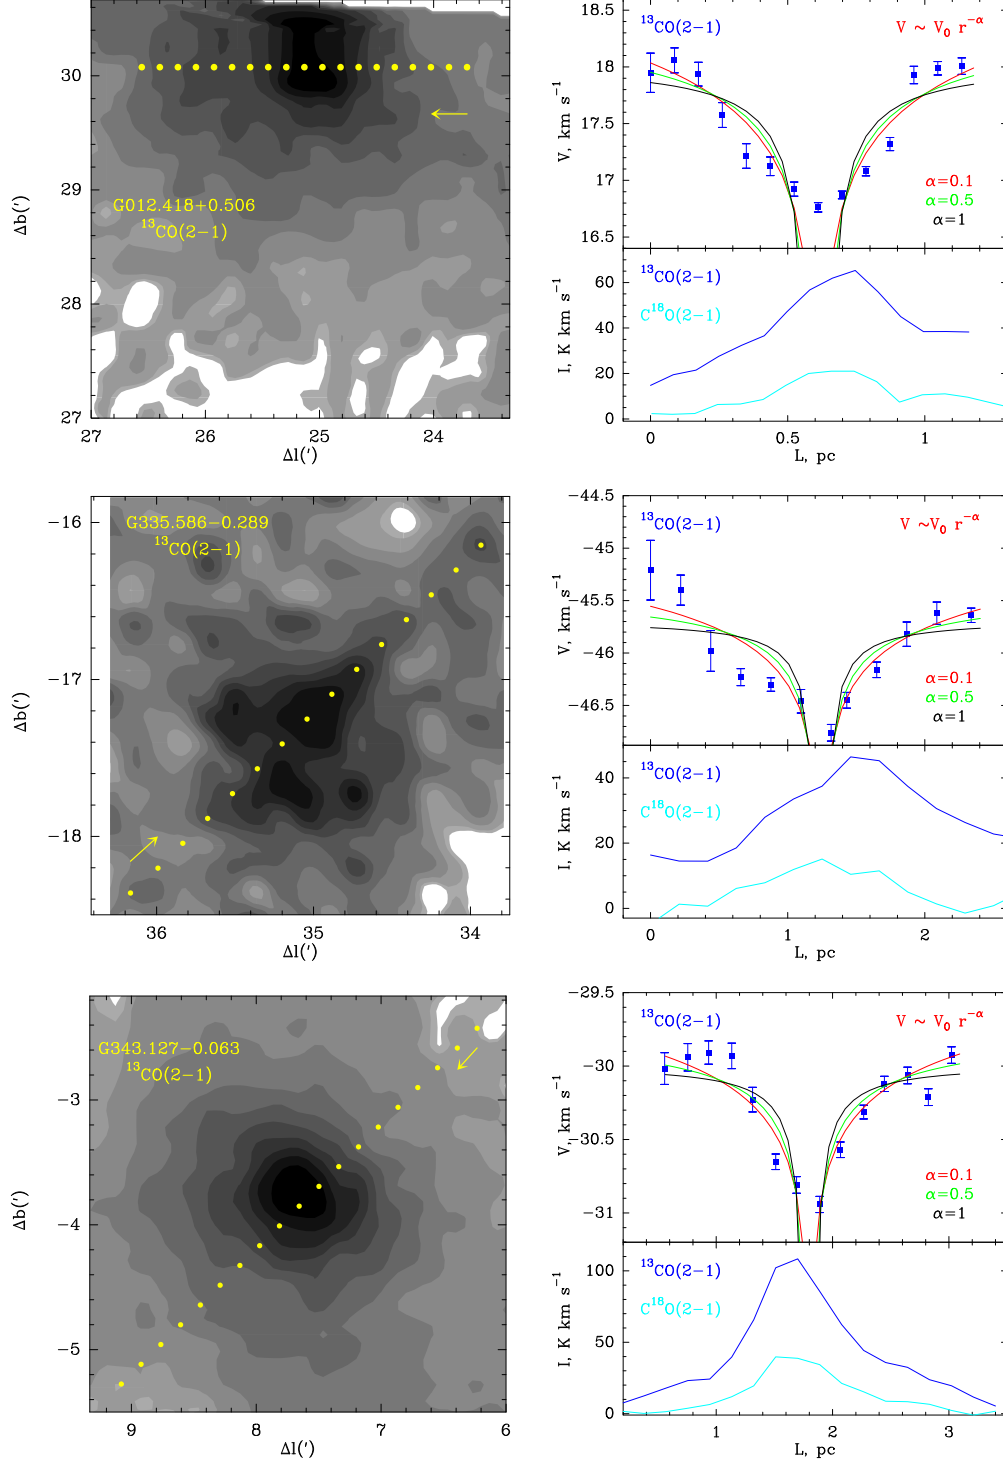 30
29
28
27
Δb(')
G012.418+0.506
¹³CO(2−1)
27 26 25 24
Δl(')
18.5
18
17.5
17
16.5
V, km s⁻¹
¹³CO(2−1) V ~ V₀ r⁻ᵅ
α=0.1
α=0.5
α=1
60
40
20
0
I, K km s⁻¹
¹³CO(2−1)
C¹⁸O(2−1)
0 0.5 1
L, pc
−16
−17
−18
Δb(')
G335.586−0.289
¹³CO(2−1)
36 35 34
Δl(')
−44.5
−45
−45.5
−46
−46.5
V, km s⁻¹
¹³CO(2−1) V ~V₀ r⁻ᵅ
α=0.1
α=0.5
α=1
40
20
0
I, K km s⁻¹
¹³CO(2−1)
C¹⁸O(2−1)
0 1 2
L, pc
−3
−4
−5
Δb(')
G343.127−0.063
¹³CO(2−1)
9 8 7 6
Δl(')
−29.5
−30
−30.5
−31
V, km s⁻¹
¹³CO(2−1) V ~ V₀ r⁻ᵅ
α=0.1
α=0.5
α=1
100
50
0
I, K km s⁻¹
¹³CO(2−1)
C¹⁸O(2−1)
1 2 3
L, pc